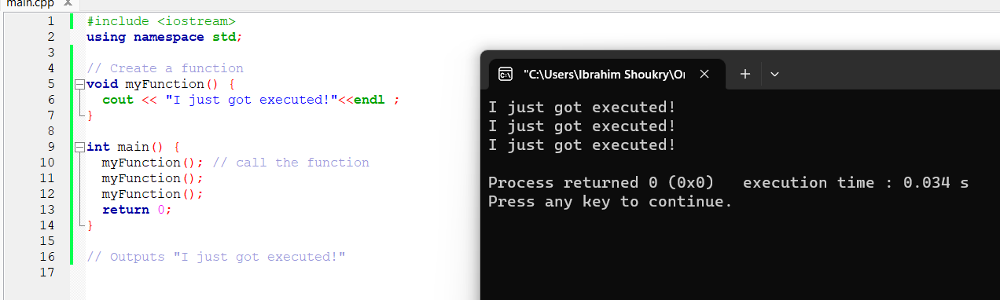 main.cpp
1 #include <iostream>
2 using namespace std;
3
4 // Create a function
5 void myFunction() {
6 cout << "I just got executed!"<<endl ;
7 }
8
9 int main() {
10 myFunction(); // call the function
11 myFunction();
12 myFunction();
13 return 0;
14 }
15
16 // Outputs "I just got executed!"
17
"C:\Users\Ibrahim Shoukry\O
I just got executed!
I just got executed!
I just got executed!
Process returned 0 (0x0) execution time : 0.034 s
Press any key to continue.